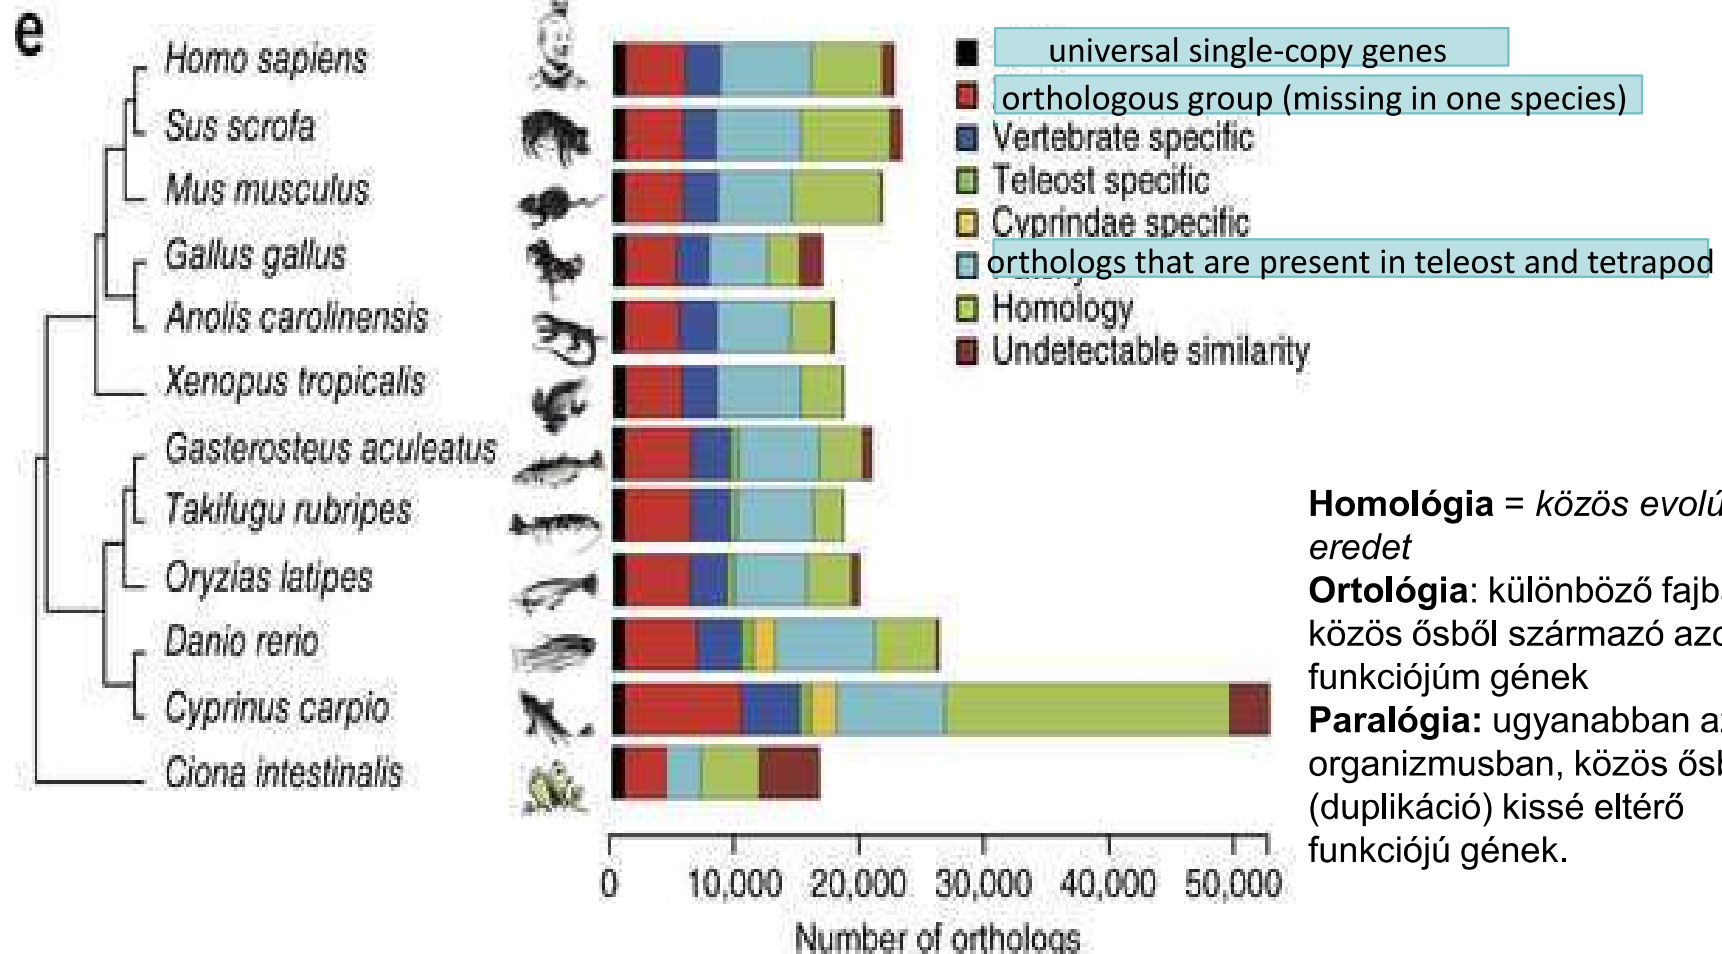 e
Homo sapiens
Sus scrofa
Mus musculus
Gallus gallus
Anolis carolinensis
Xenopus tropicalis
Gasterosteus aculeatus
Takifugu rubripes
Oryzias latipes
Danio rerio
Cyprinus carpio
Ciona intestinalis
universal single-copy genes
orthologous group (missing in one species)
Vertebrate specific
Teleost specific
Cyprindae specific
orthologs that are present in teleost and tetrapod
Homology
Undetectable similarity
0 10,000 20,000 30,000 40,000 50,000
Number of orthologs
Homológia = közös
eredet
Ortológia: különböző
közös ősből származó
funkciójúm gének
Paralógia: ugyanabban
organizmusban, közös
(duplikáció) kissé eltérő
funkciójú gének.